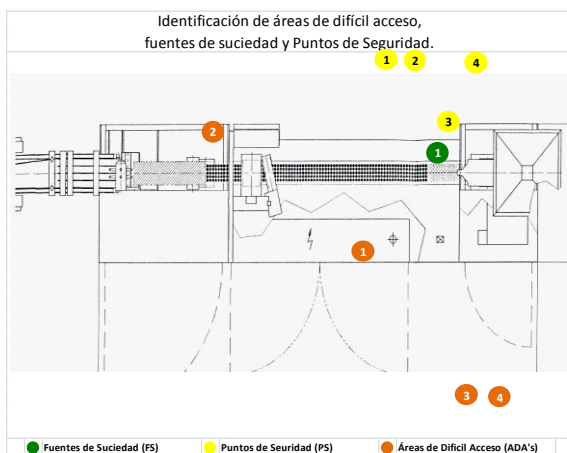 Identificación de áreas de difícil acceso,
fuentes de suciedad y Puntos de Seguridad.
1 2 4
3
2
1
1
3 4
Fuentes de Suciedad (FS) Puntos de Seuridad (PS) Áreas de Dificil Acceso (ADA's)